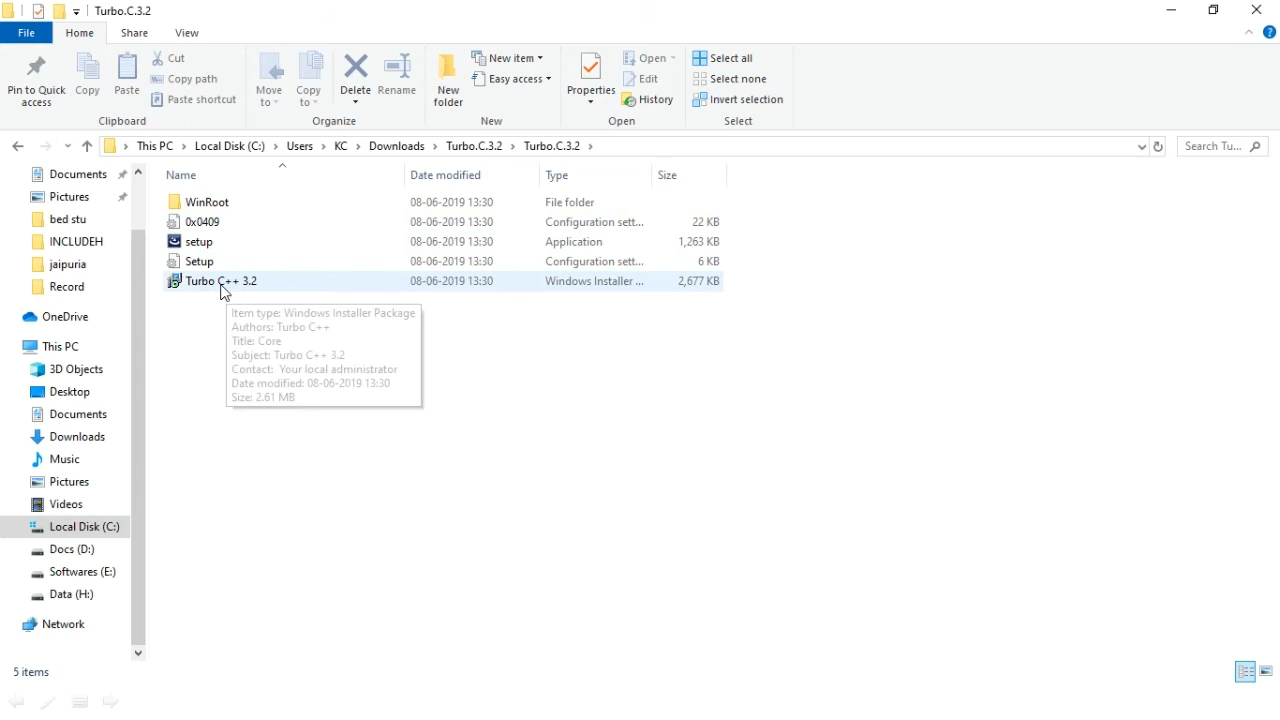 Turbo.C.3.2
File Home Share View
Pin to Quick access
Copy
Paste
Cut
Copy path
Paste shortcut
Clipboard
Move to
Copy to
Delete
Rename
Organize
New folder
New item
Easy access
New
Properties
Open
Edit
History
Open
Select all
Select none
Invert selection
Select
This PC › Local Disk (C:) › Users › KC › Downloads › Turbo.C.3.2 › Turbo.C.3.2 ›
Search Tu...
Documents
Pictures
bed stu
INCLUDEH
jaipuria
Record
OneDrive
This PC
3D Objects
Desktop
Documents
Downloads
Music
Pictures
Videos
Local Disk (C:)
Docs (D:)
Softwares (E:)
Data (H:)
Network
Name Date modified Type Size
WinRoot 08-06-2019 13:30 File folder
0x0409 08-06-2019 13:30 Configuration sett... 22 KB
setup 08-06-2019 13:30 Application 1,263 KB
Setup 08-06-2019 13:30 Configuration sett... 6 KB
Turbo C++ 3.2 08-06-2019 13:30 Windows Installer ... 2,677 KB
Item type: Windows Installer Package
Authors: Turbo C++
Title: Core
Subject: Turbo C++ 3.2
Contact: Your local administrator
Date modified: 08-06-2019 13:30
Size: 2.61 MB
5 items